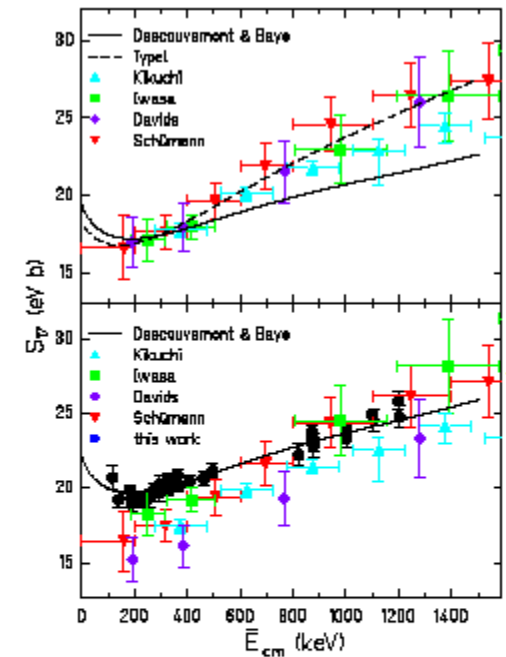 30
25
20
15
Descouvemont & Baye
Typel
Kikuchi
Iwasa
Davids
Schümann
S₁₇ (eV b)
30
25
20
15
Descouvemont & Baye
Kikuchi
Iwasa
Davids
Schümann
this work
0 200 400 600 800 1000 1200 1400
E̅cm (keV)